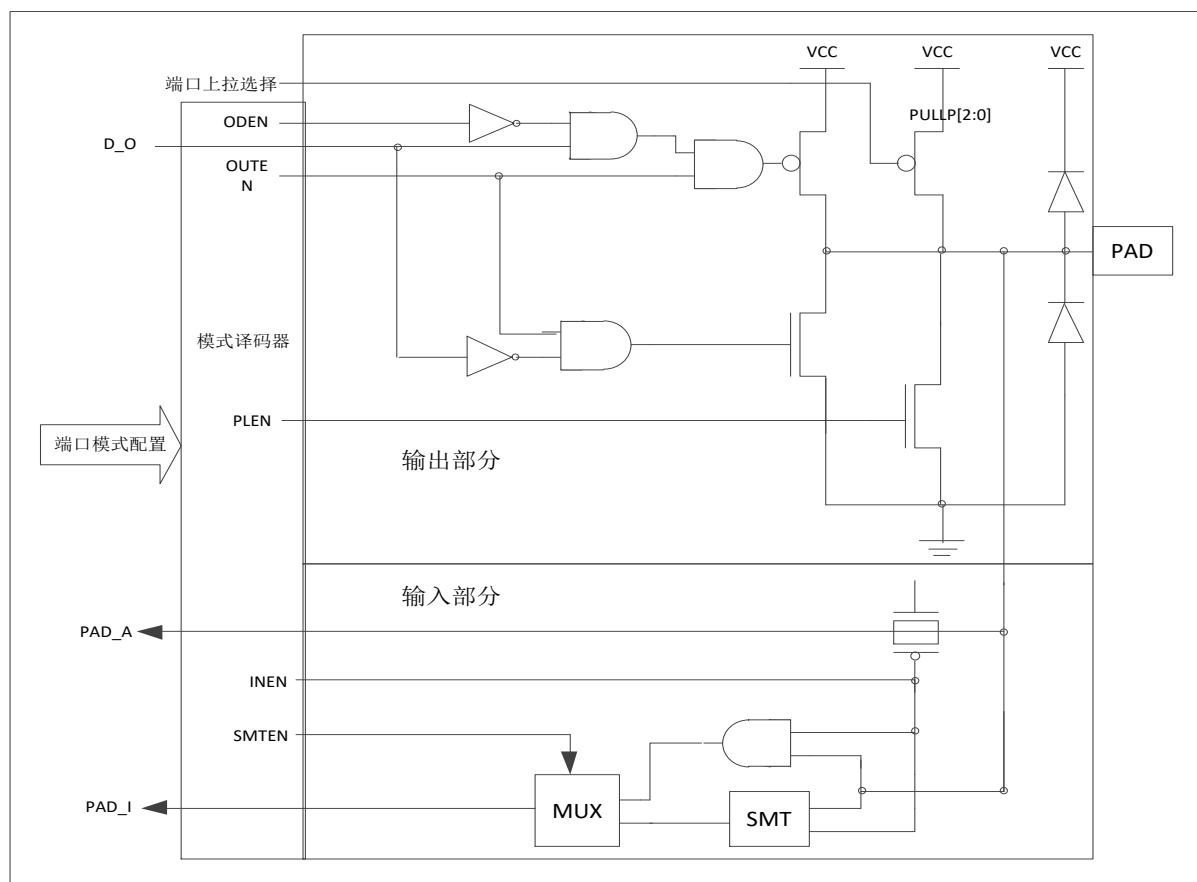 VCC
VCC
VCC
端口上拉选择
PULLP[2:0]
ODEN
D_O
OUTE
N
PAD
模式译码器
端口模式配置
PLEN
输出部分
输入部分
PAD_A
INEN
SMTEN
PAD_I
MUX
SMT